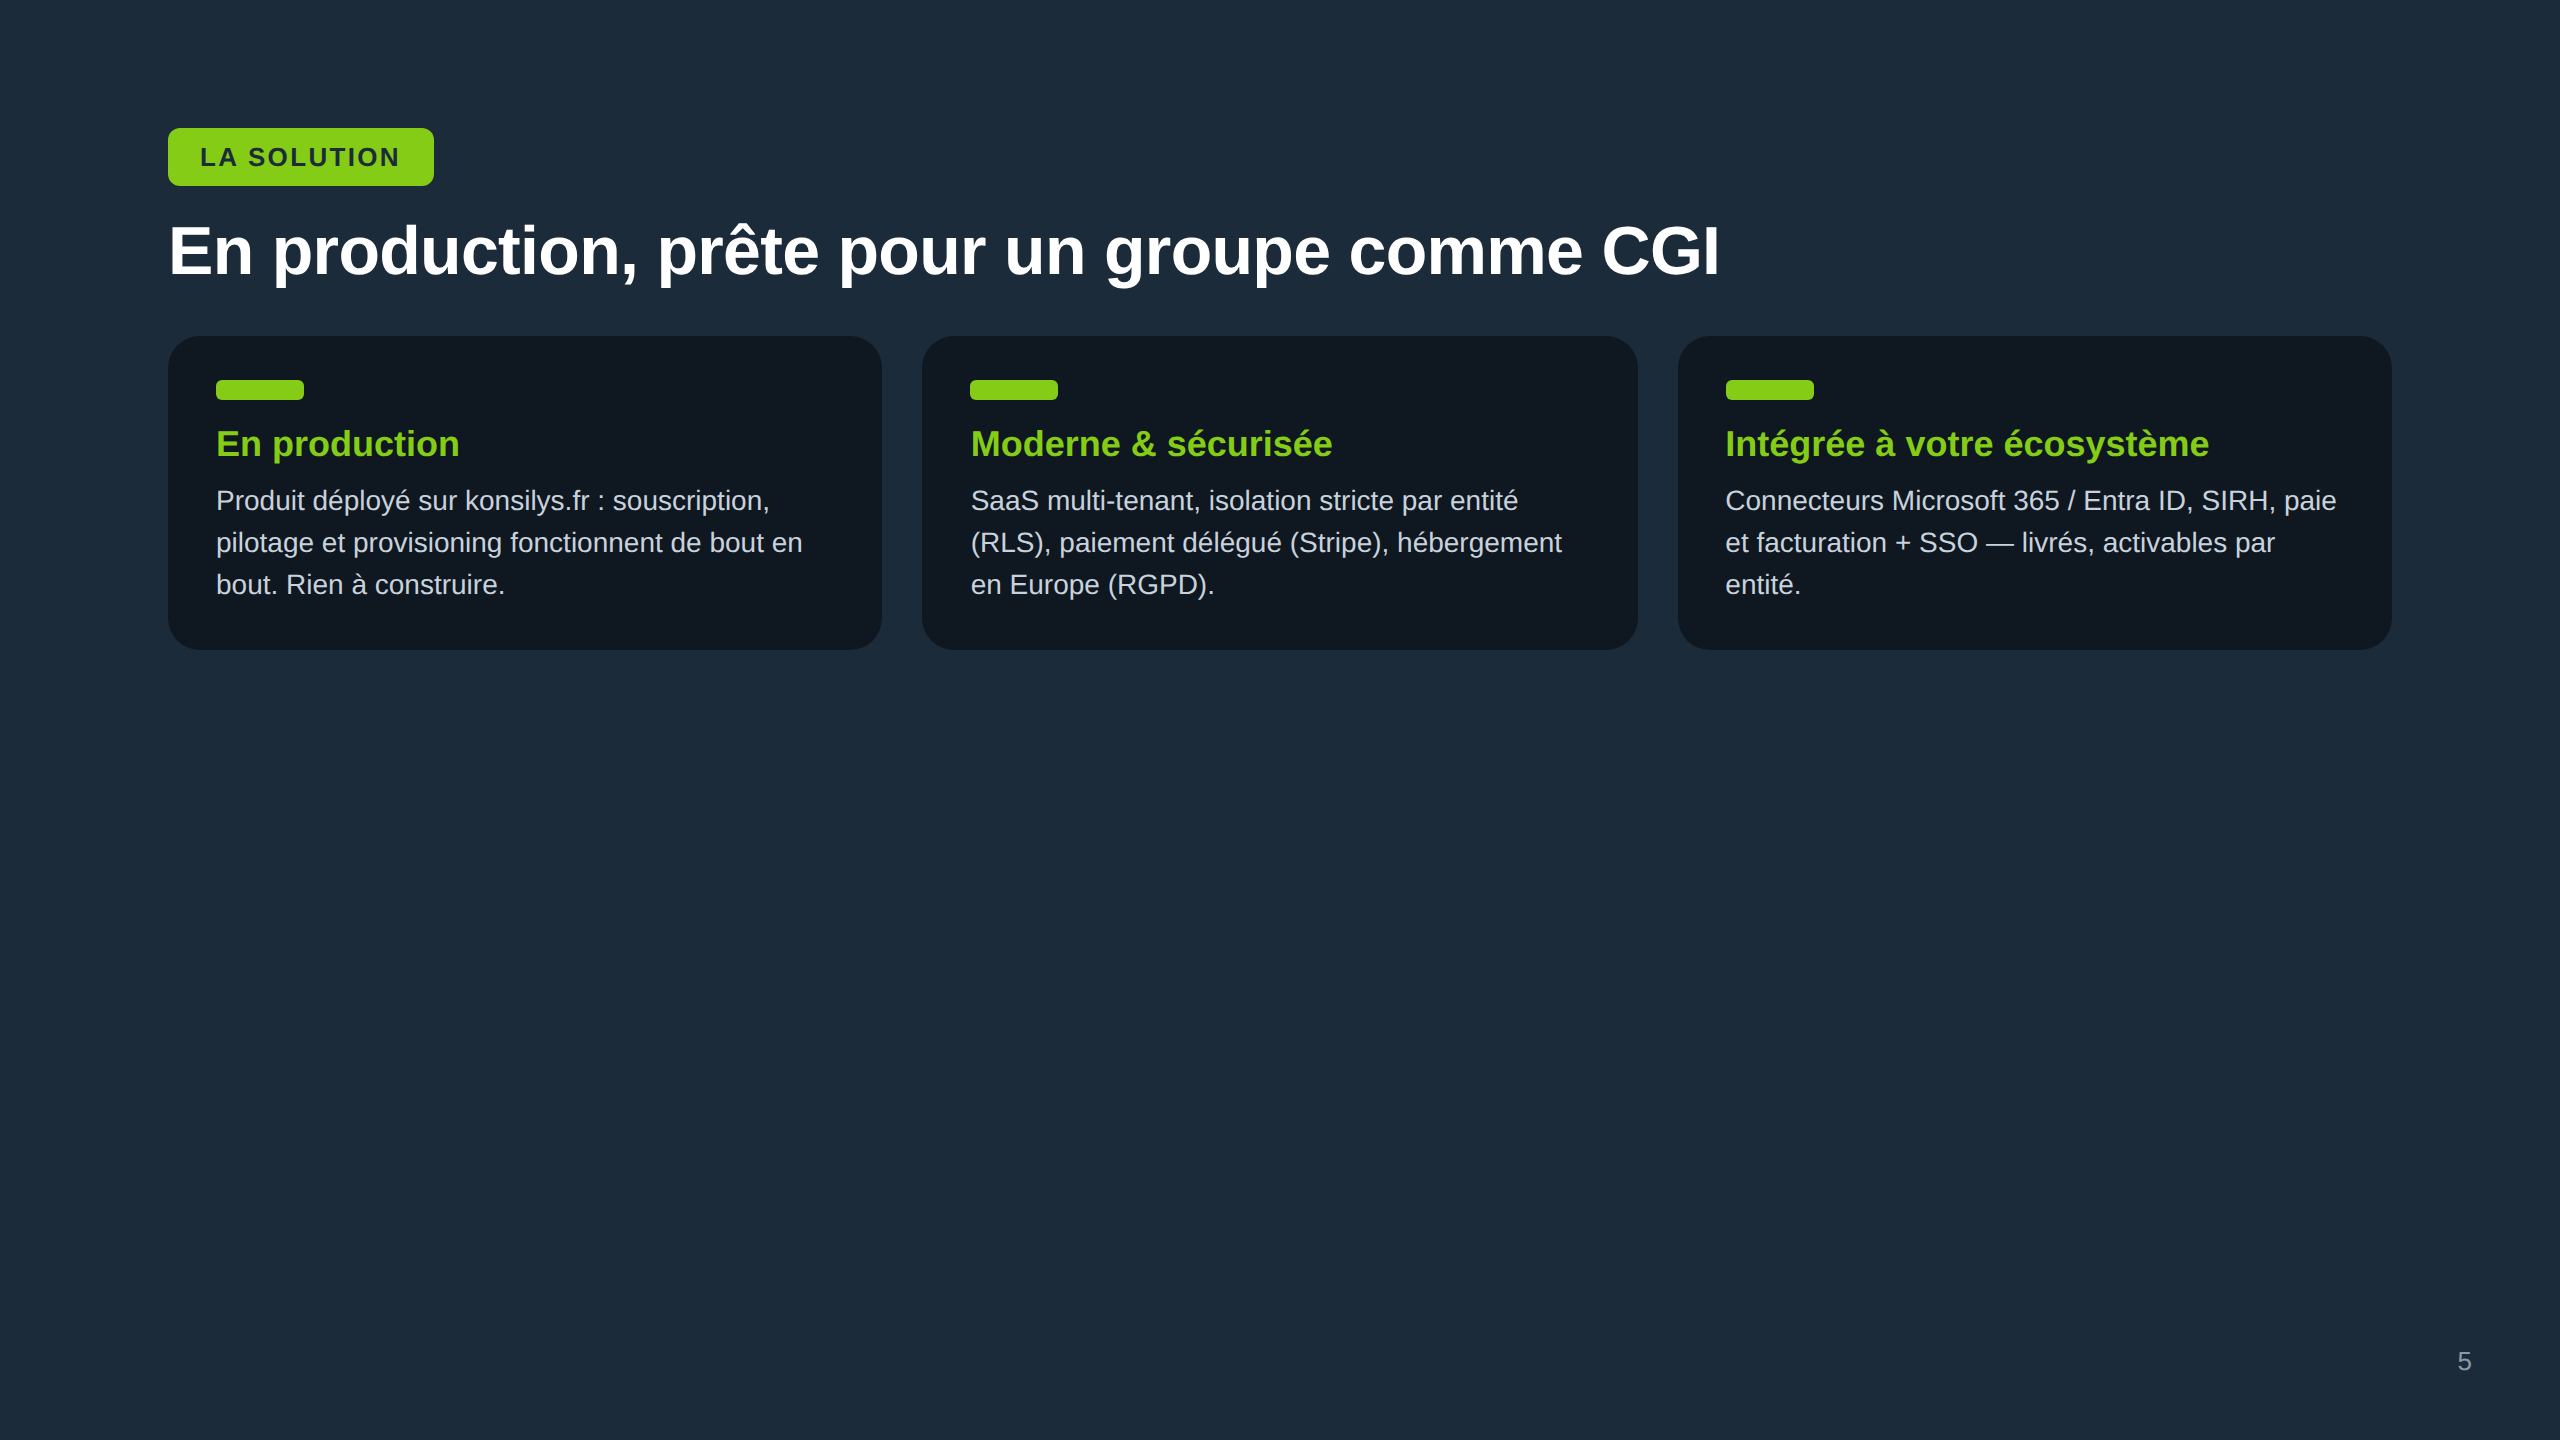 LA SOLUTION
En production, prête pour un groupe comme CGI
En production
Produit déployé sur konsilys.fr : souscription,
pilotage et provisioning fonctionnent de bout en
bout. Rien à construire.
Moderne & sécurisée
SaaS multi-tenant, isolation stricte par entité
(RLS), paiement délégué (Stripe), hébergement
en Europe (RGPD).
Intégrée à votre écosystème
Connecteurs Microsoft 365 / Entra ID, SIRH, paie
et facturation + SSO — livrés, activables par
entité.
5